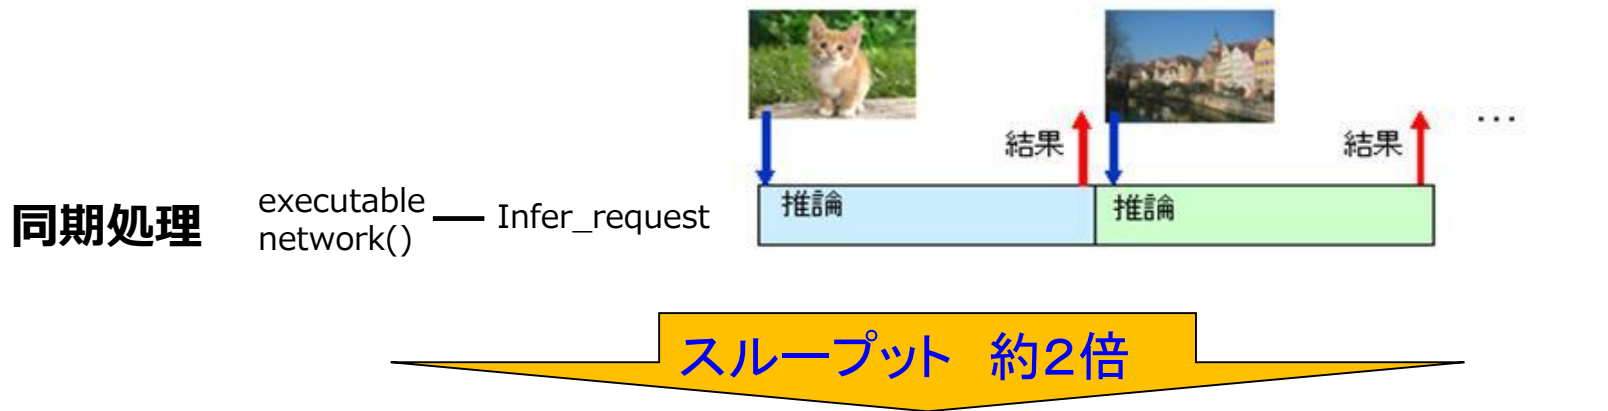 結果
結果
…
推論
推論
同期処理
executable
network()
Infer_request
スループット 約2倍